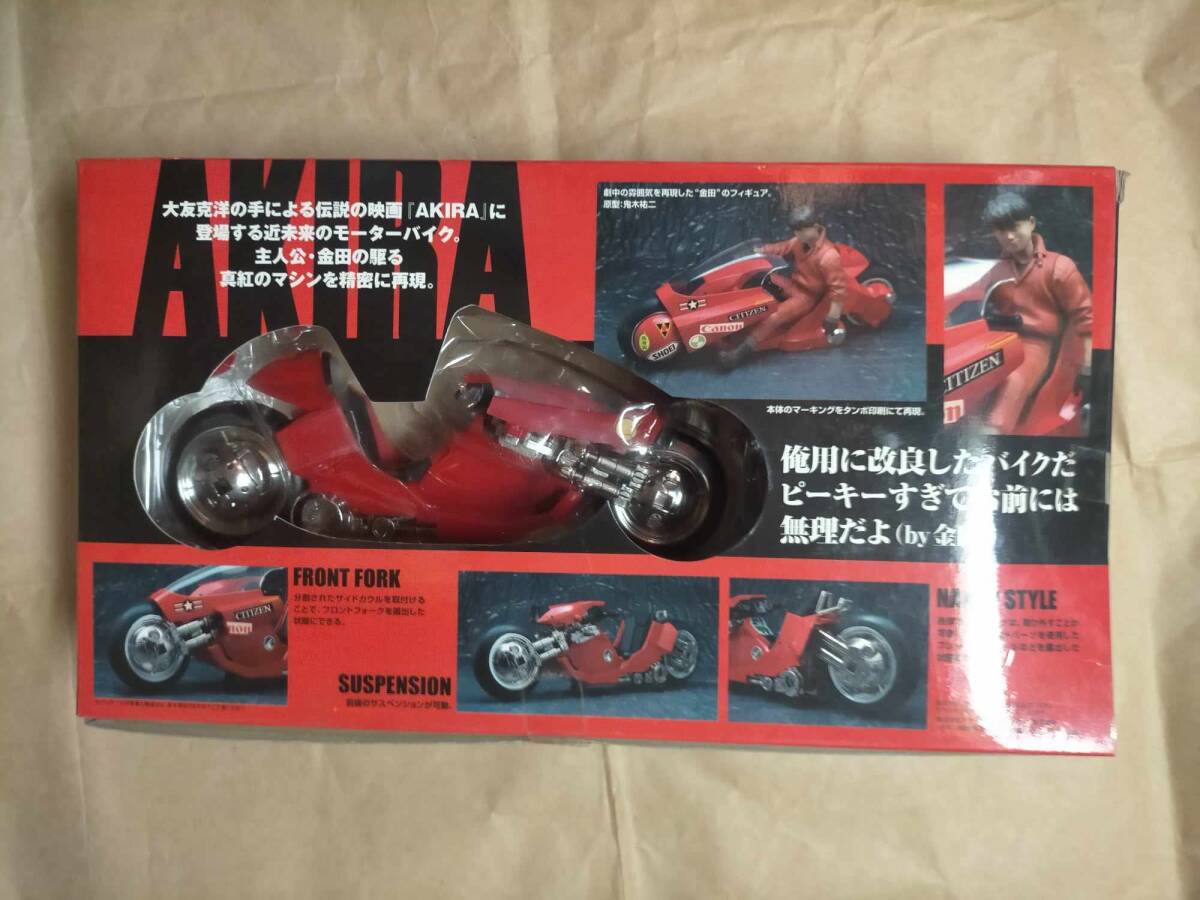 AKIRA
大友克洋の手による伝説の映画『AKIRA』に
登場する近未来のモーターバイク。
主人公・金田の駆る
真紅のマシンを精密に再現。
劇中の雰囲気を再現した“金田”のフィギュア。
原型:鬼木祐二
CITIZEN
Canon
SHOEI
CITIZEN
本体のマーキングをタンポ印刷にて再現。
俺用に改良したバイクだ
ピーキーすぎて お前には
無理だよ(by 金
FRONT FORK
分割されたサイドカウルを取付ける
ことで、フロントフォークを露出した
状態にできる。
CITIZEN
SUSPENSION
前後のサスペンションが可動。
STYLE